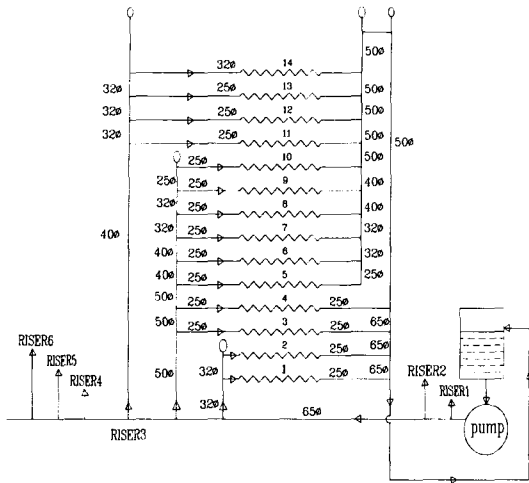 50ø
32ø 14
32ø 25ø 13 50ø
32ø 25ø 12 50ø
32ø 25ø 11 50ø 50ø
25ø 10 50ø
25ø 25ø 9 40ø
32ø 25ø 8 40ø
40ø 32ø 25ø 7 32ø
40ø 25ø 6 32ø
40ø 25ø 5 25ø
50ø 25ø 4 25ø
50ø 25ø 3 25ø 65ø
2 25ø 65ø
RISER6
RISER5
RISER4
50ø 32ø 1 25ø 65ø
RISER2
RISER1
32ø
RISER3
65ø
pump